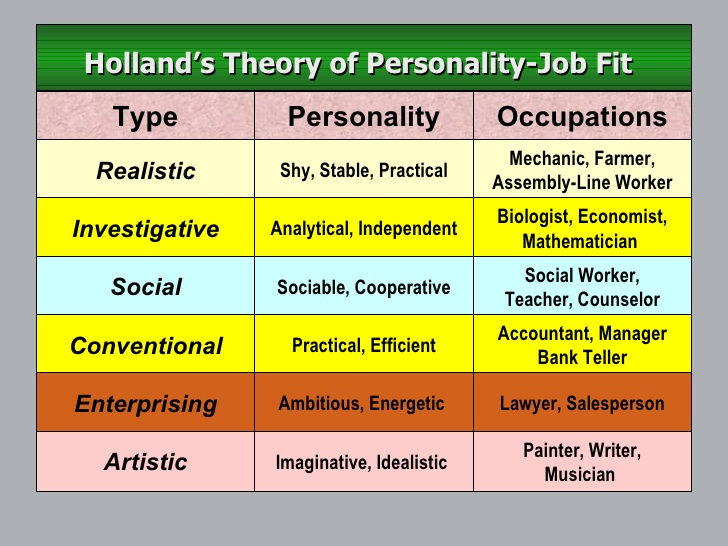 Holland's Theory of Personality-Job Fit
Type Personality Occupations
Realistic
Shy, Stable, Practical
Mechanic, Farmer,
Assembly-Line Worker
Investigative
Analytical, Independent
Biologist, Economist,
Mathematician
Social
Sociable, Cooperative
Social Worker,
Teacher, Counselor
Conventional
Practical, Efficient
Accountant, Manager
Bank Teller
Enterprising
Ambitious, Energetic
Lawyer, Salesperson
Artistic
Imaginative, Idealistic
Painter, Writer,
Musician